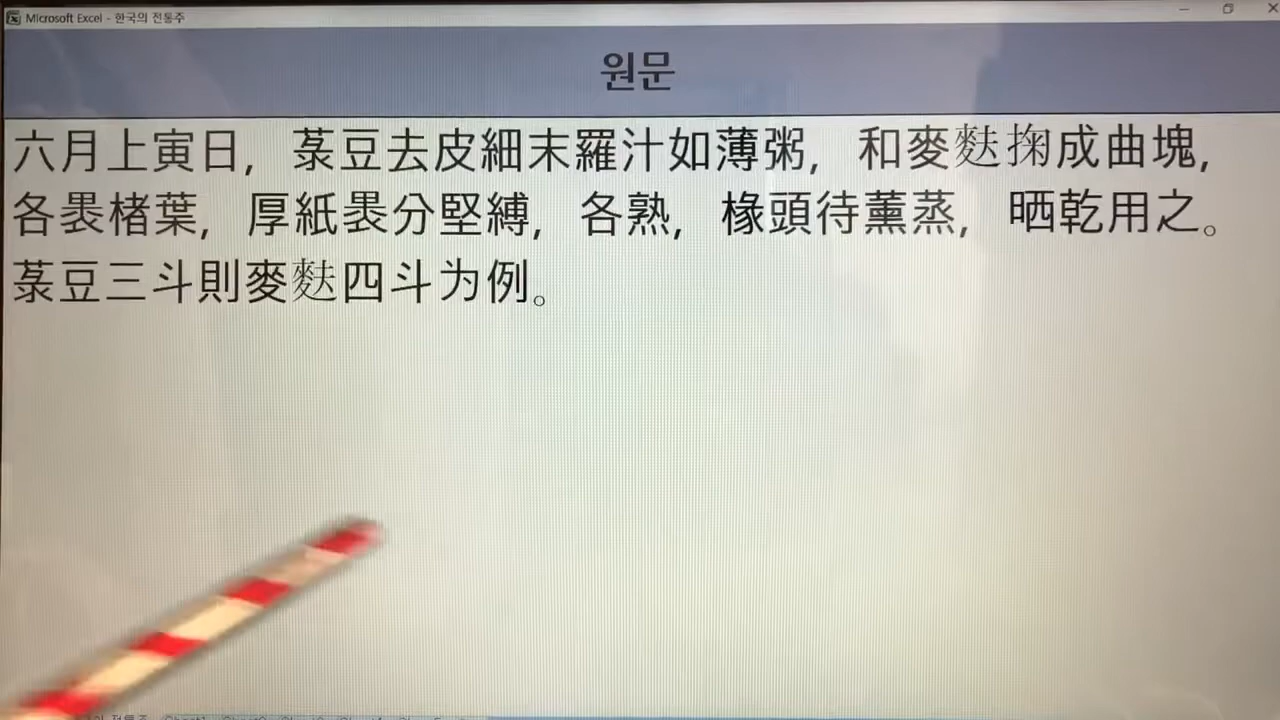 Microsoft Excel - 한국의 전통주
원문
六月上寅日, 菉豆去皮細末羅汁如薄粥, 和麥麩掬成曲塊,
各褁楮葉, 厚紙褁分堅縛, 各熟, 椽頭待薰蒸, 晒乾用之。
菉豆三斗則麥麩四斗为例。